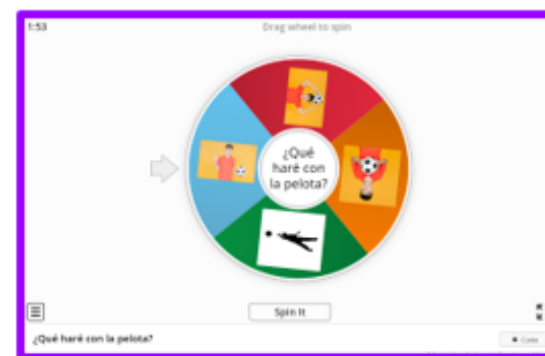 1:53
Drag wheel to spin
¿Qué
haré con
la pelota?
Spin It
¿Qué haré con la pelota?